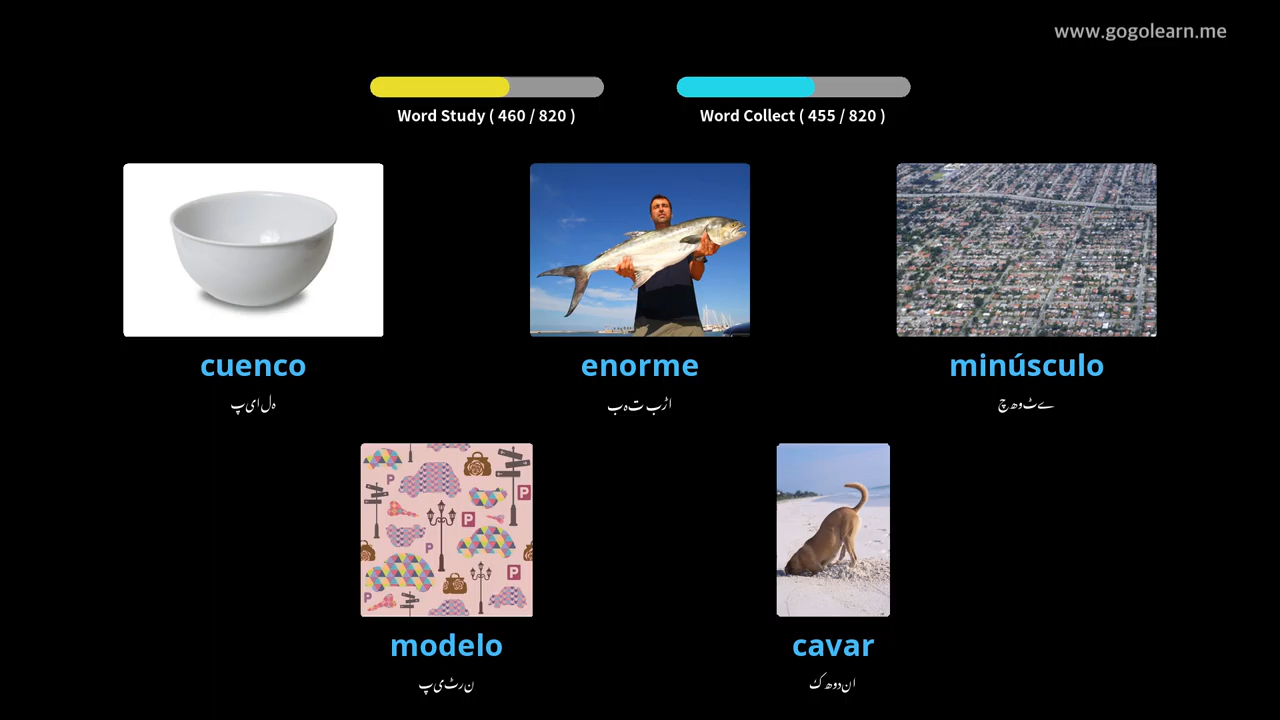 www.gogolearn.me
Word Study ( 460 / 820 )
Word Collect ( 455 / 820 )
cuenco
پیالہ
enorme
بہت بڑا
minúsculo
چھوٹے
modelo
پیٹرن
cavar
کھودنا